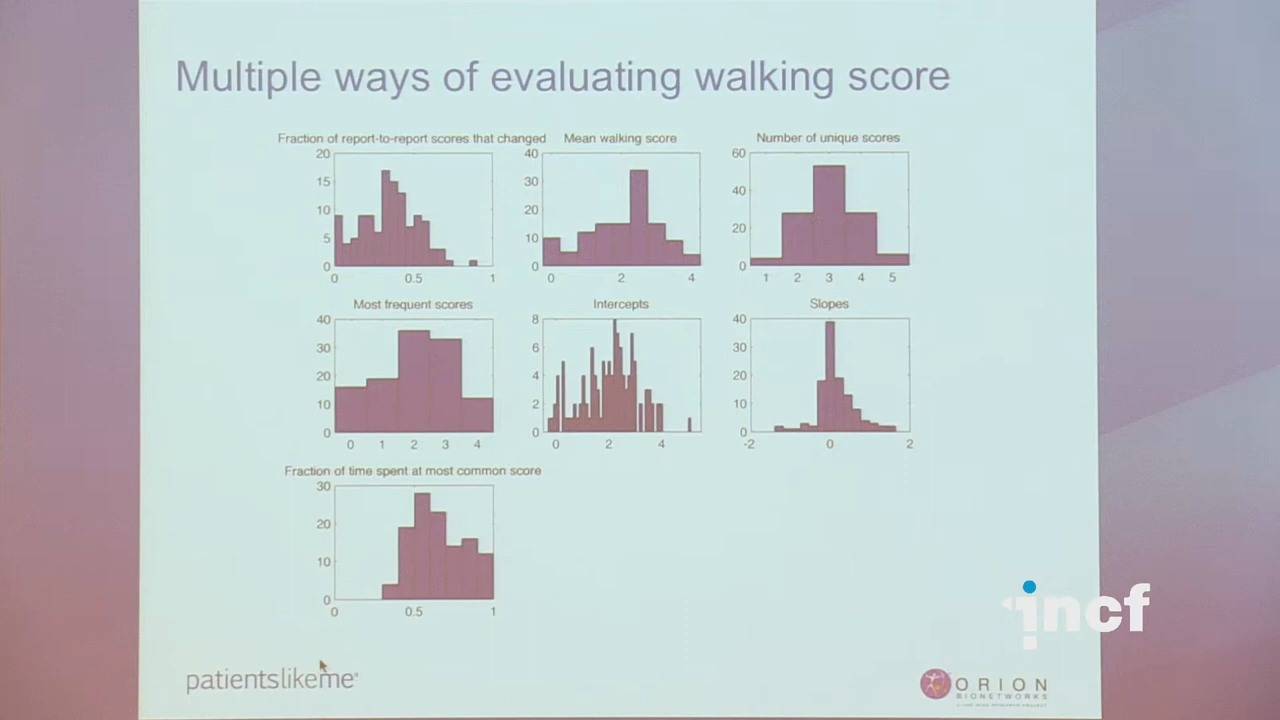 Multiple ways of evaluating walking score
Fraction of report-to-report scores that changed
20
15
10
5
0
0 0.5 1
Mean walking score
40
30
20
10
0
0 2 4
Number of unique scores
60
40
20
0
1 2 3 4 5
Most frequent scores
40
30
20
10
0
0 1 2 3 4
Intercepts
8
6
4
2
0
0 2 4
Slopes
40
30
20
10
0
-2 0 2
Fraction of time spent at most common score
30
20
10
0
0 0.5 1
incf
patientslikeme®
ORION
BIONETWORKS